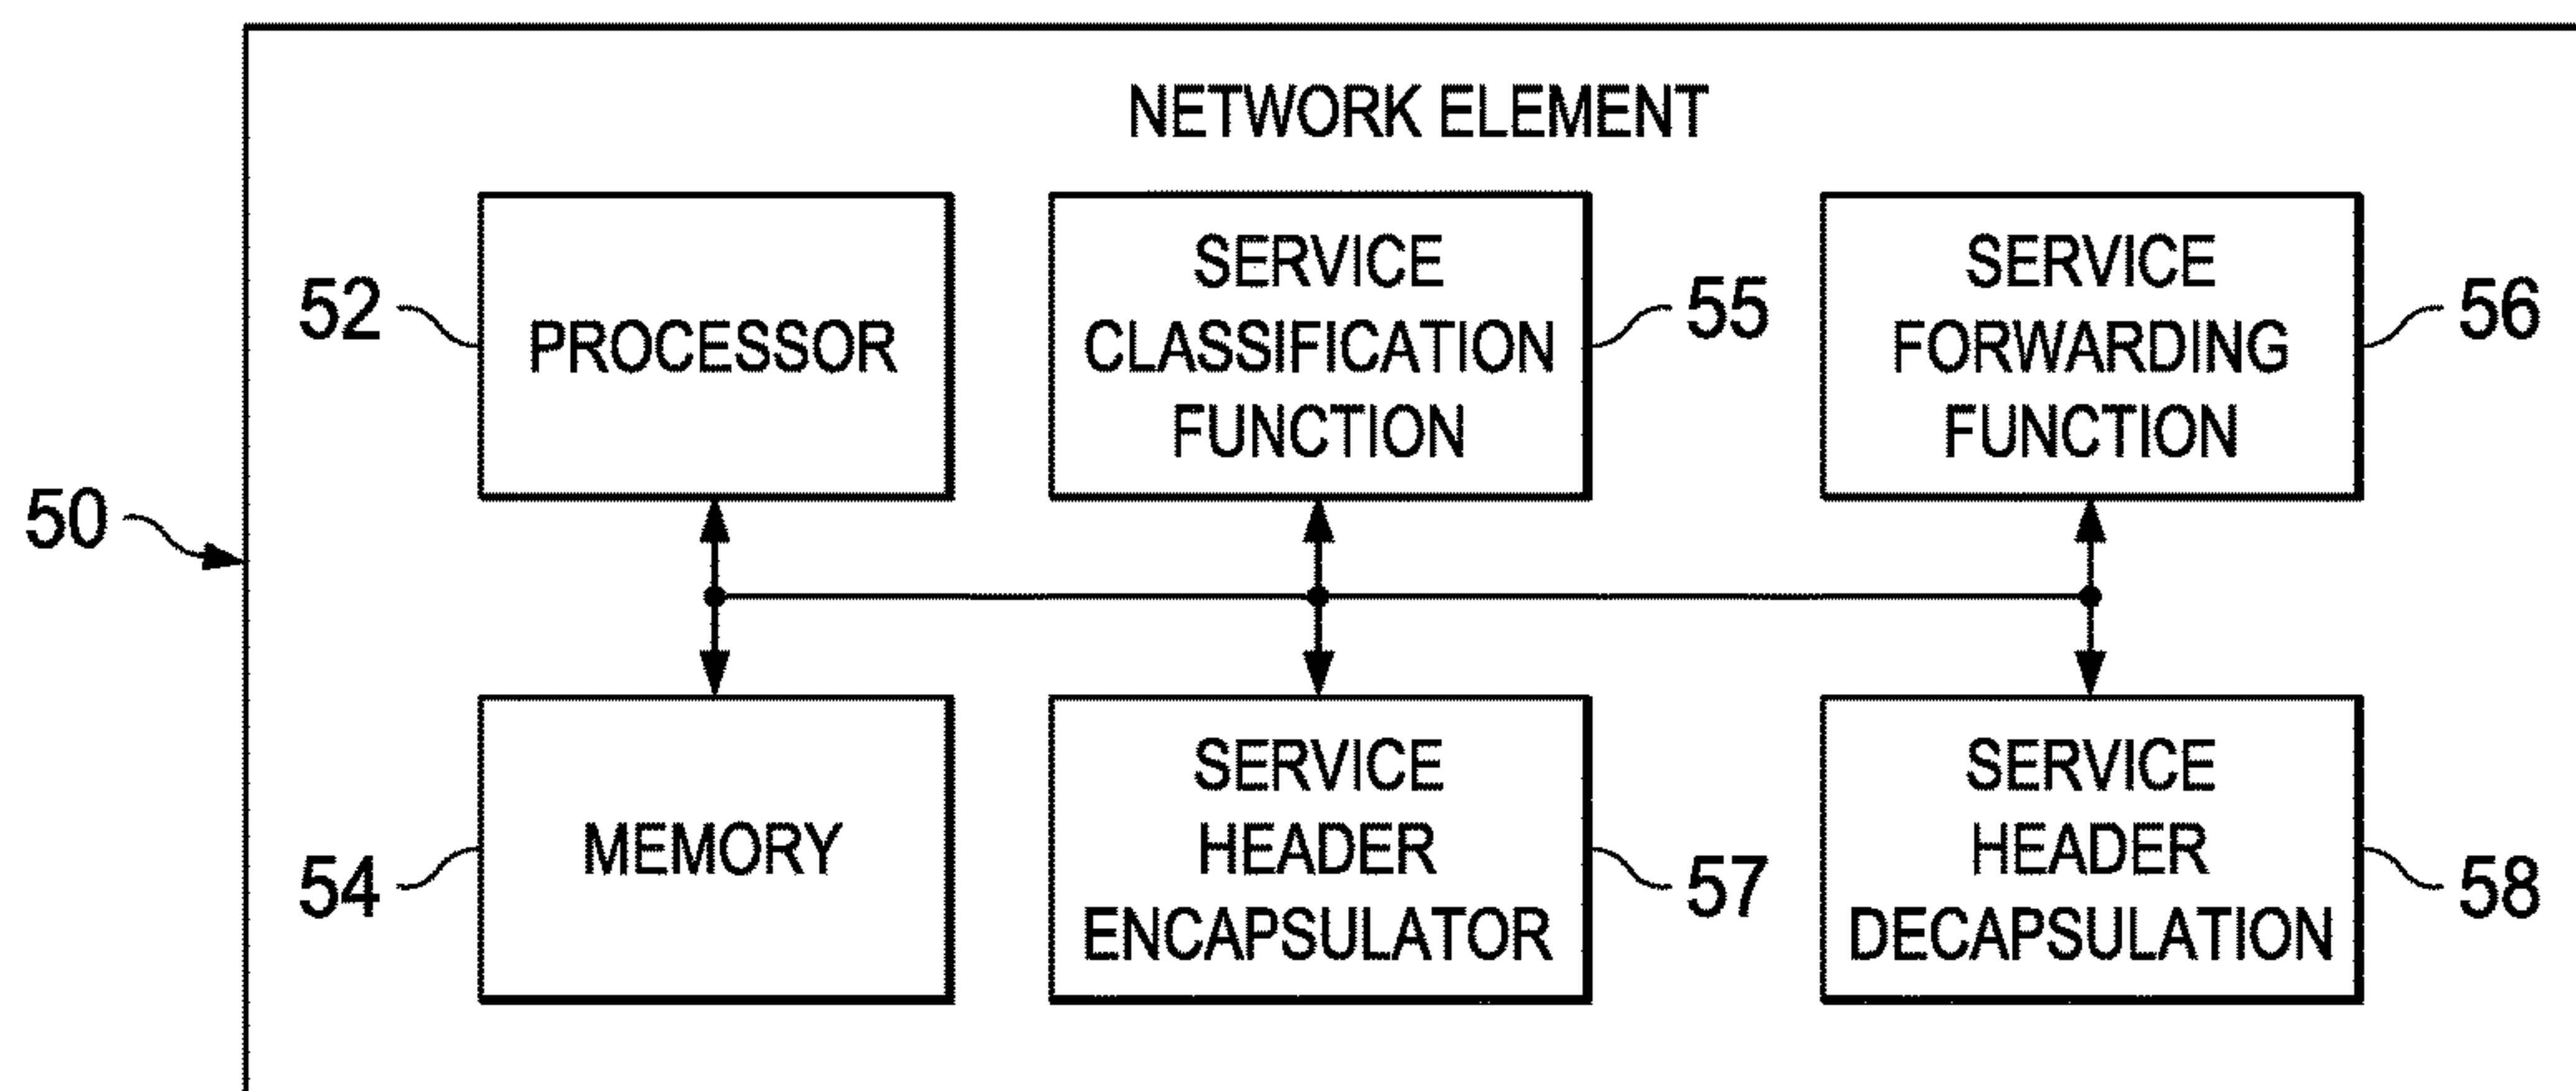 NETWORK ELEMENT
50
52
PROCESSOR
SERVICE
CLASSIFICATION
FUNCTION
55
SERVICE
FORWARDING
FUNCTION
56
54
MEMORY
SERVICE
HEADER
ENCAPSULATOR
57
SERVICE
HEADER
DECAPSULATION
58